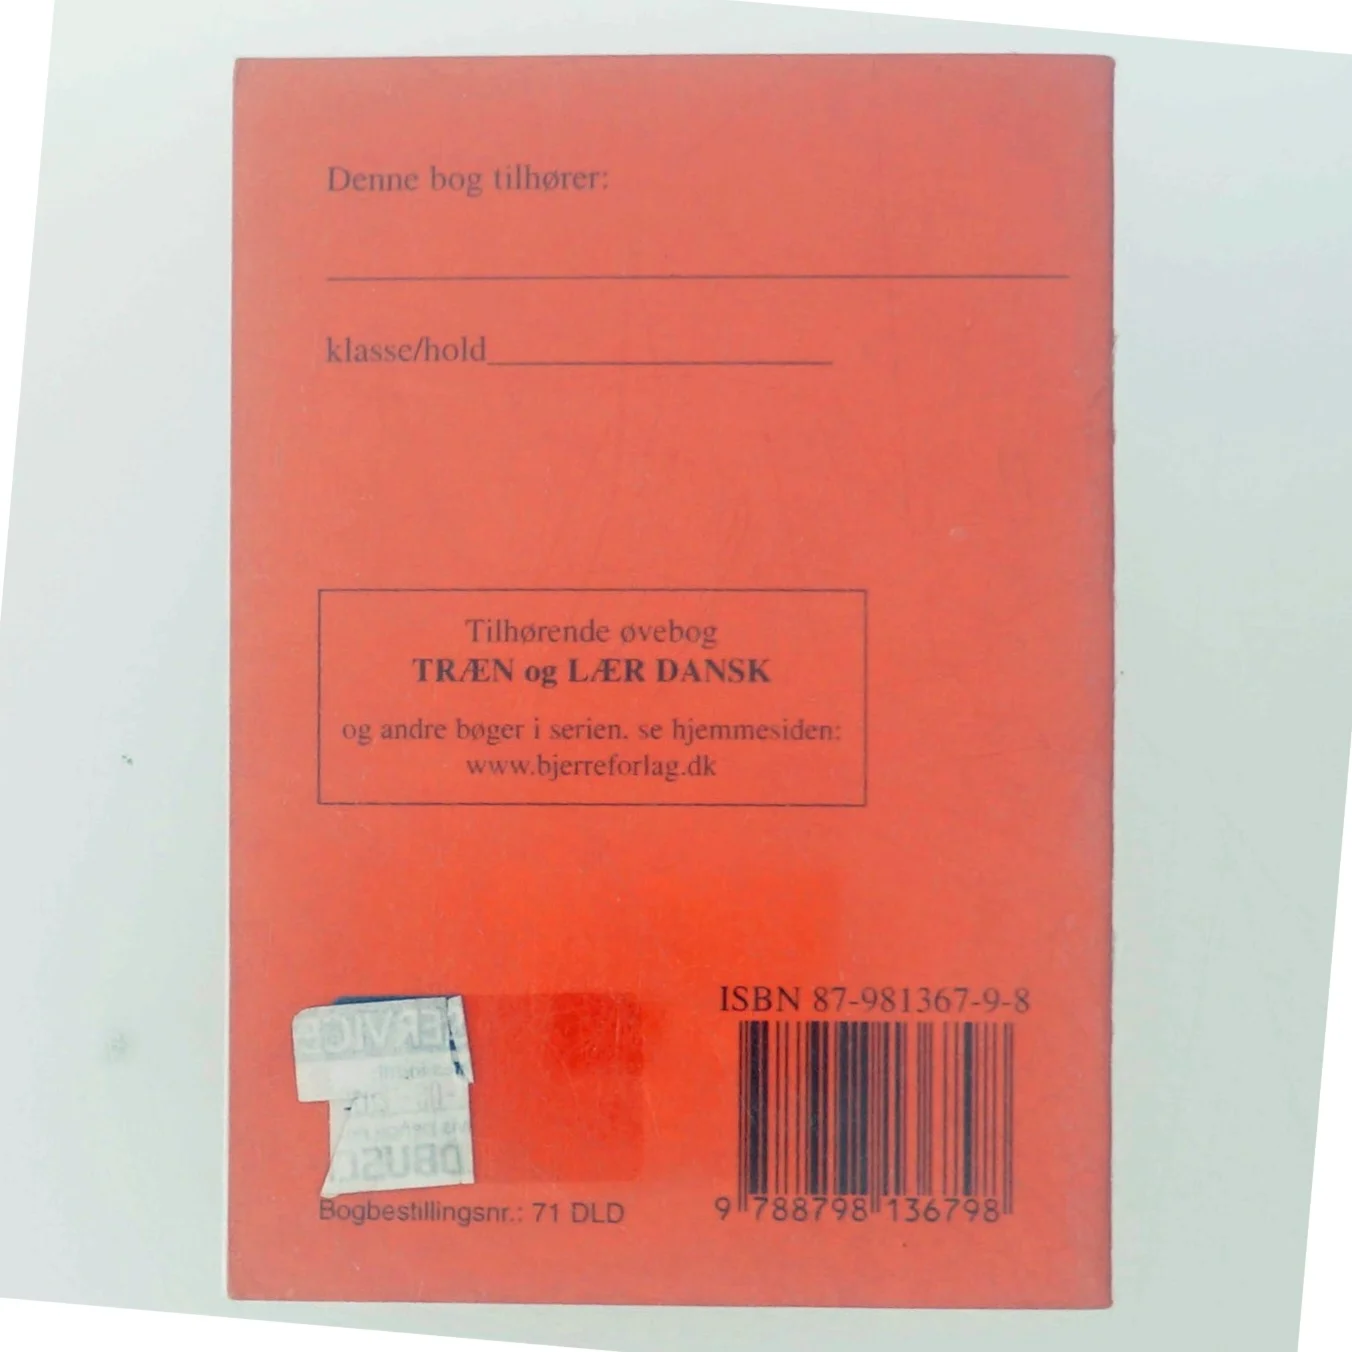 Denne bog tilhører:
klasse/hold
Tilhørende øvebog
TRÆN og LÆR DANSK
og andre bøger i serien. se hjemmesiden:
www.bjerreforlag.dk
ISBN 87-981367-9-8
9 788798 136798
Bogbestillingsnr.: 71 DLD